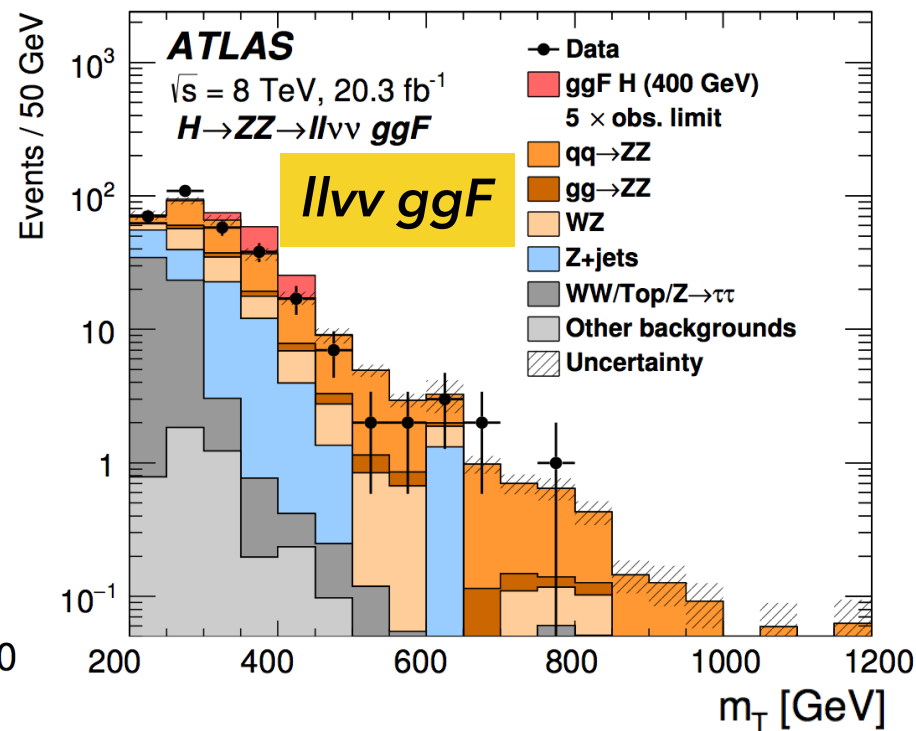 ATLAS
√s = 8 TeV, 20.3 fb⁻¹
H→ZZ→llνν ggF
llvv ggF
Data
ggF H (400 GeV)
5 × obs. limit
qq→ZZ
gg→ZZ
WZ
Z+jets
WW/Top/Z→ττ
Other backgrounds
Uncertainty
Events / 50 GeV
10³
10²
10
1
10⁻¹
0
200 400 600 800 1000 1200
m_T [GeV]